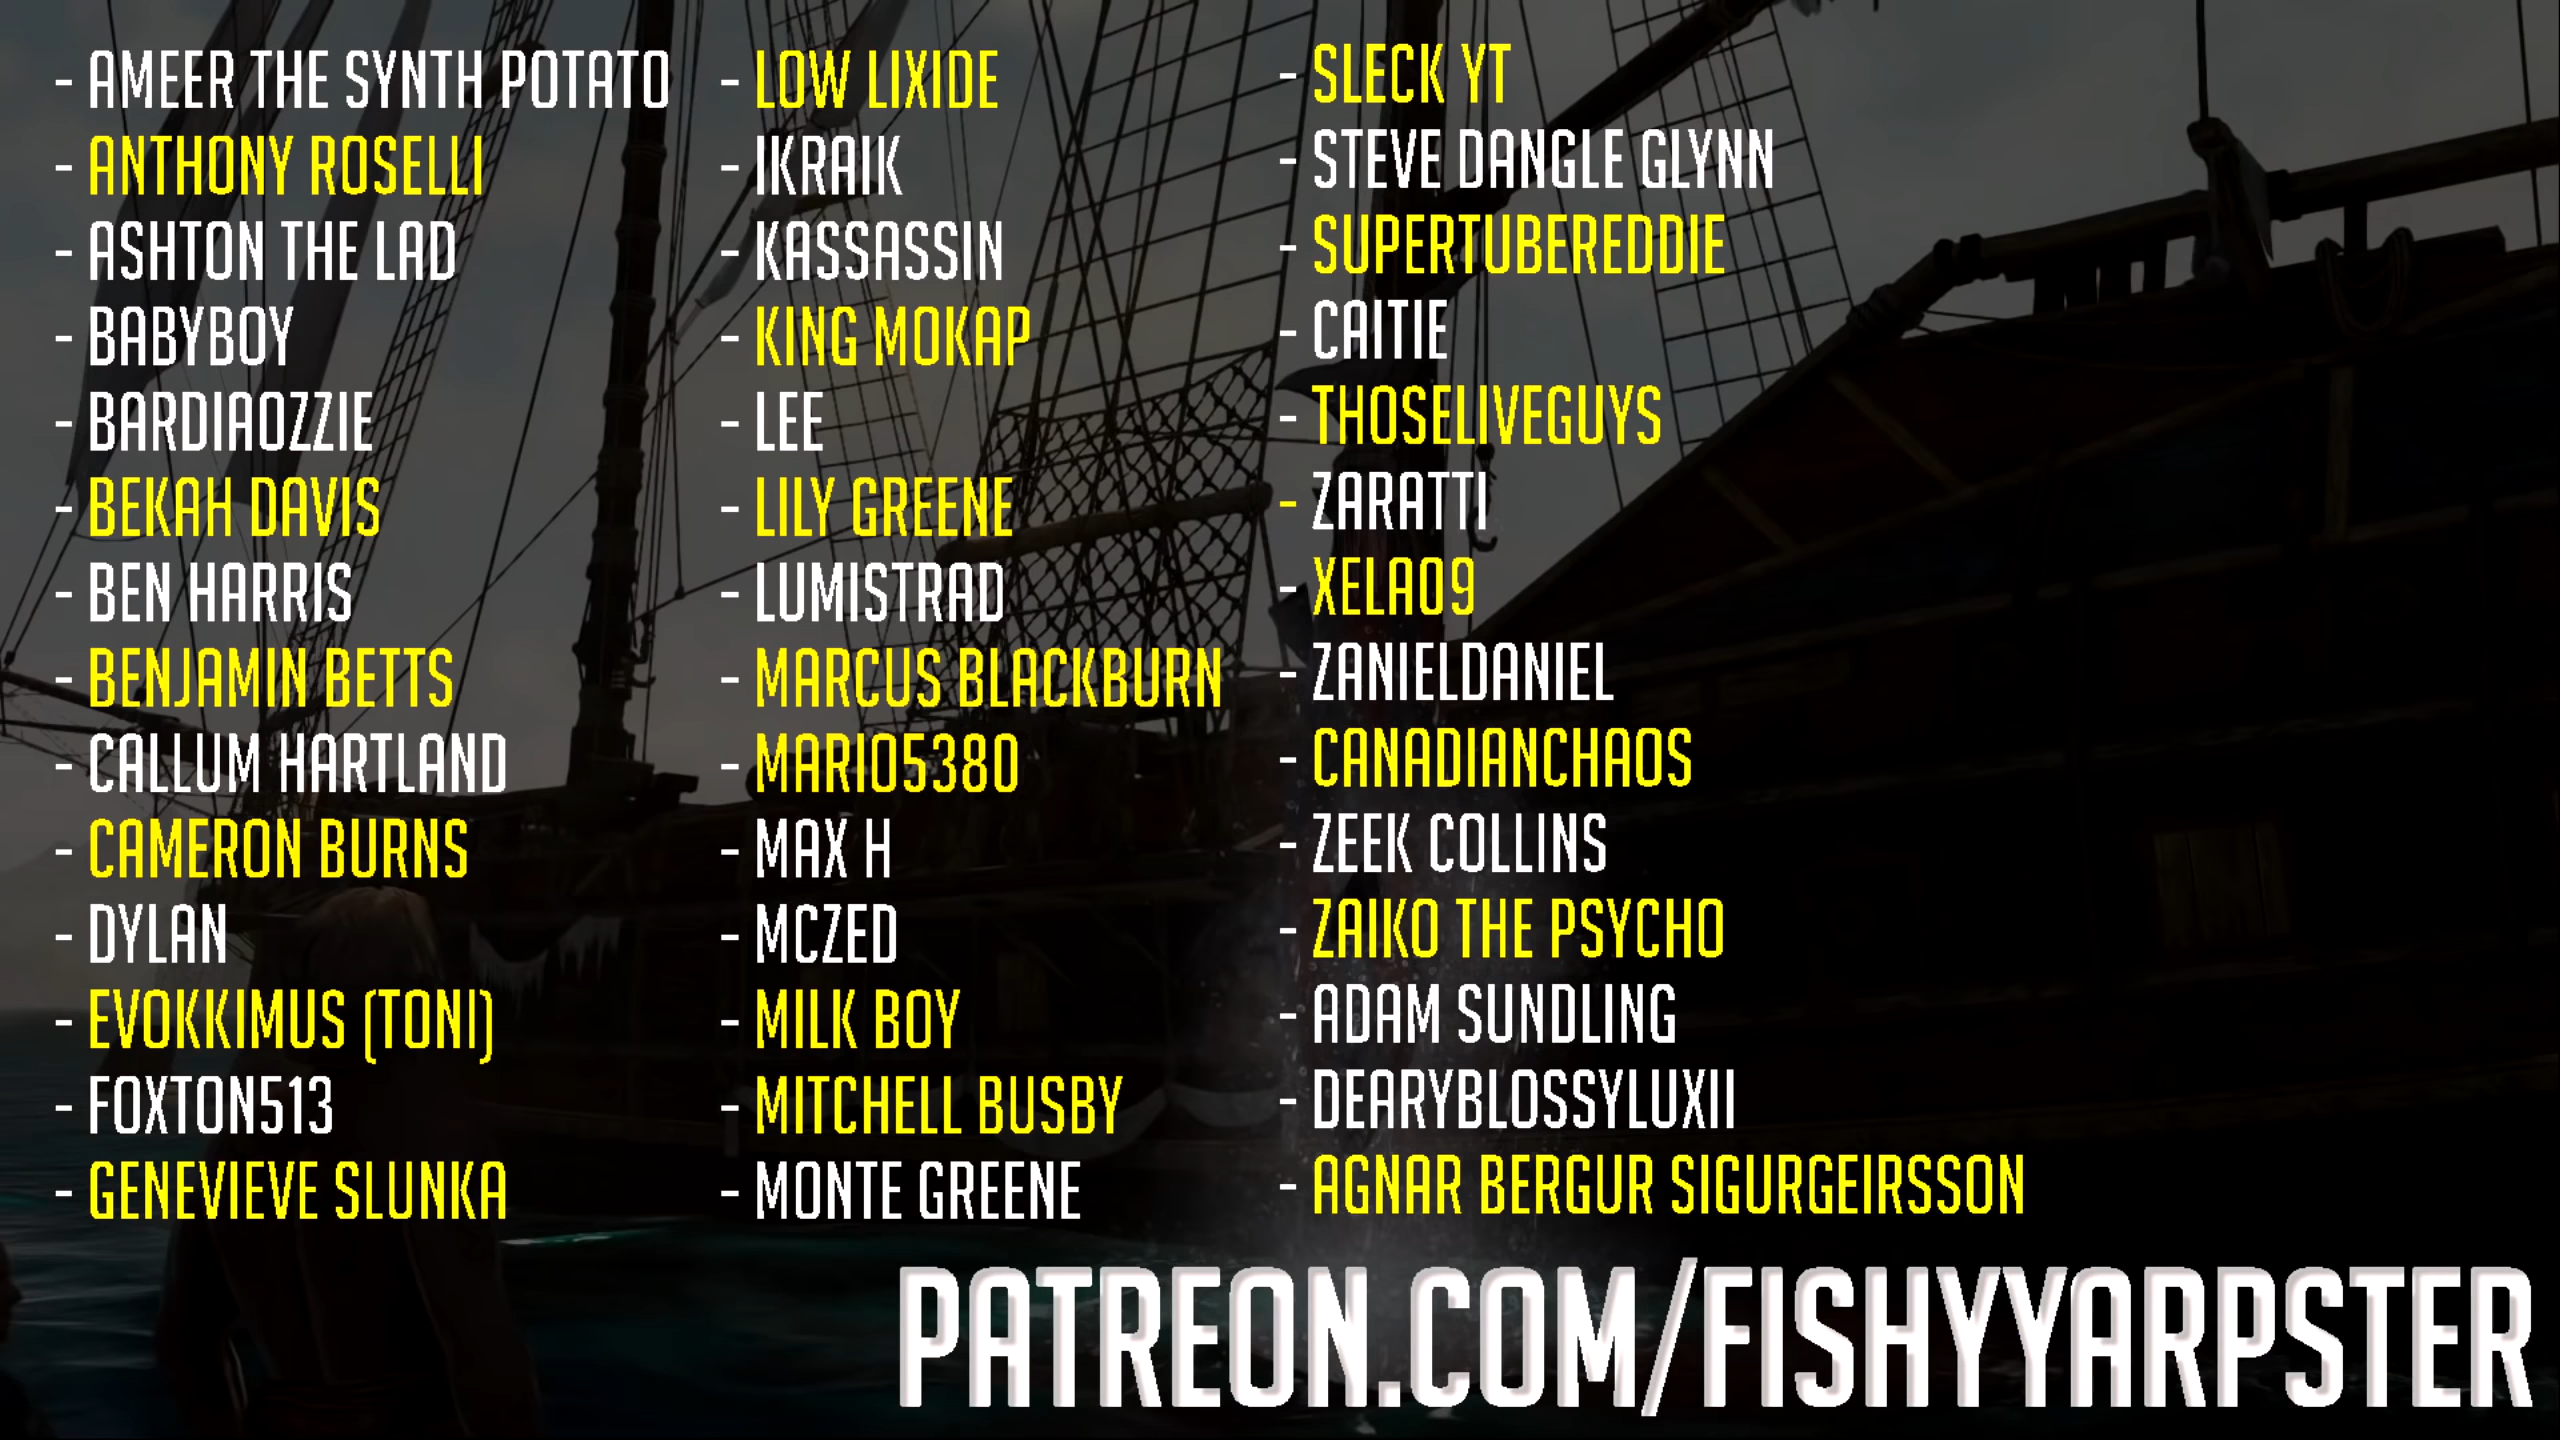 - AMEER THE SYNTH POTATO
- ANTHONY ROSELLI
- ASHTON THE LAD
- BABYBOY
- BARDIAOZZIE
- BEKAH DAVIS
- BEN HARRIS
- BENJAMIN BETTS
- CALLUM HARTLAND
- CAMERON BURNS
- DYLAN
- EVOKKIMUS (TONI)
- FOXTON513
- GENEVIEVE SLUNKA
- LOW LIXIDE
- IKRAIK
- KASSASSIN
- KING MOKAP
- LEE
- LILY GREENE
- LUMISTRAD
- MARCUS BLACKBURN
- MARIO5380
- MAX H
- MCZED
- MILK BOY
- MITCHELL BUSBY
- MONTE GREENE
- SLECK YT
- STEVE DANGLE GLYNN
- SUPERTUBEREDDIE
- CAITIE
- THOSELIVEGUYS
- ZARATTI
- XELA09
- ZANIELDANIEL
- CANADIANCHAOS
- ZEEK COLLINS
- ZAIKO THE PSYCHO
- ADAM SUNDLING
- DEARYBLOSSYLUXII
- AGNAR BERGUR SIGURGEIRSSON
PATREON.COM/FISHYYARPSTER